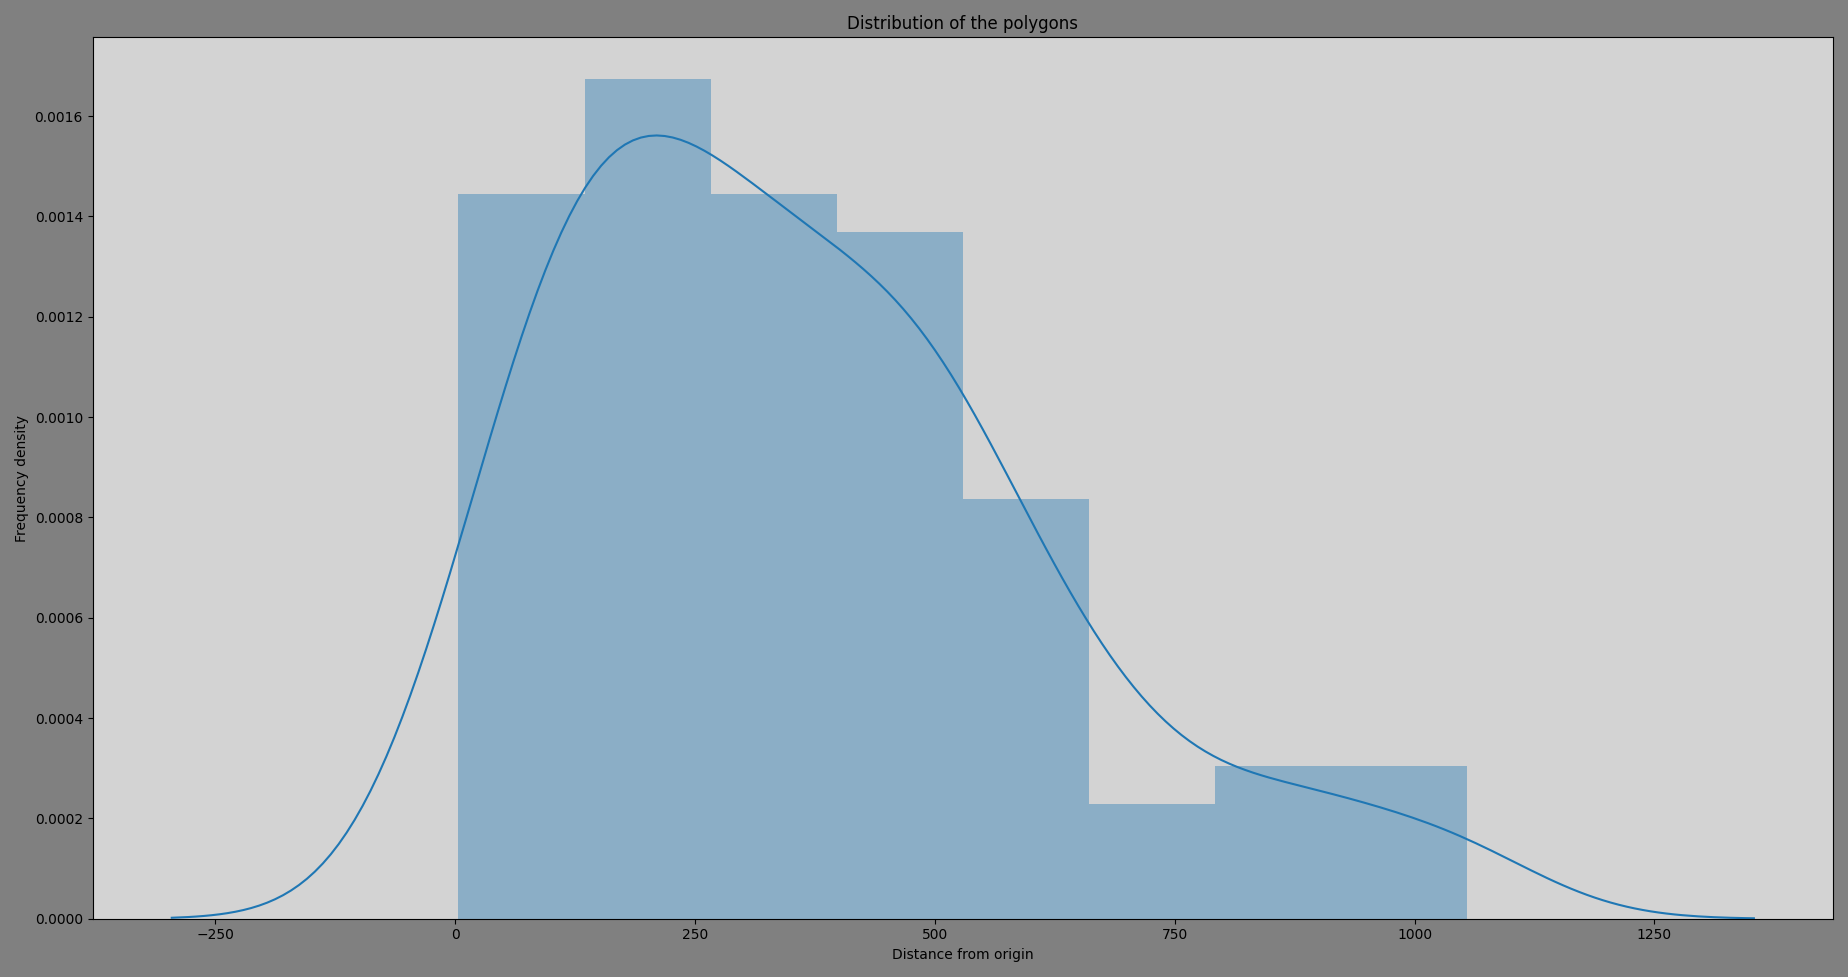 Distribution of the polygons
Frequency density
0.0016
0.0014
0.0012
0.0010
0.0008
0.0006
0.0004
0.0002
0.0000
−250 0 250 500 750 1000 1250
Distance from origin